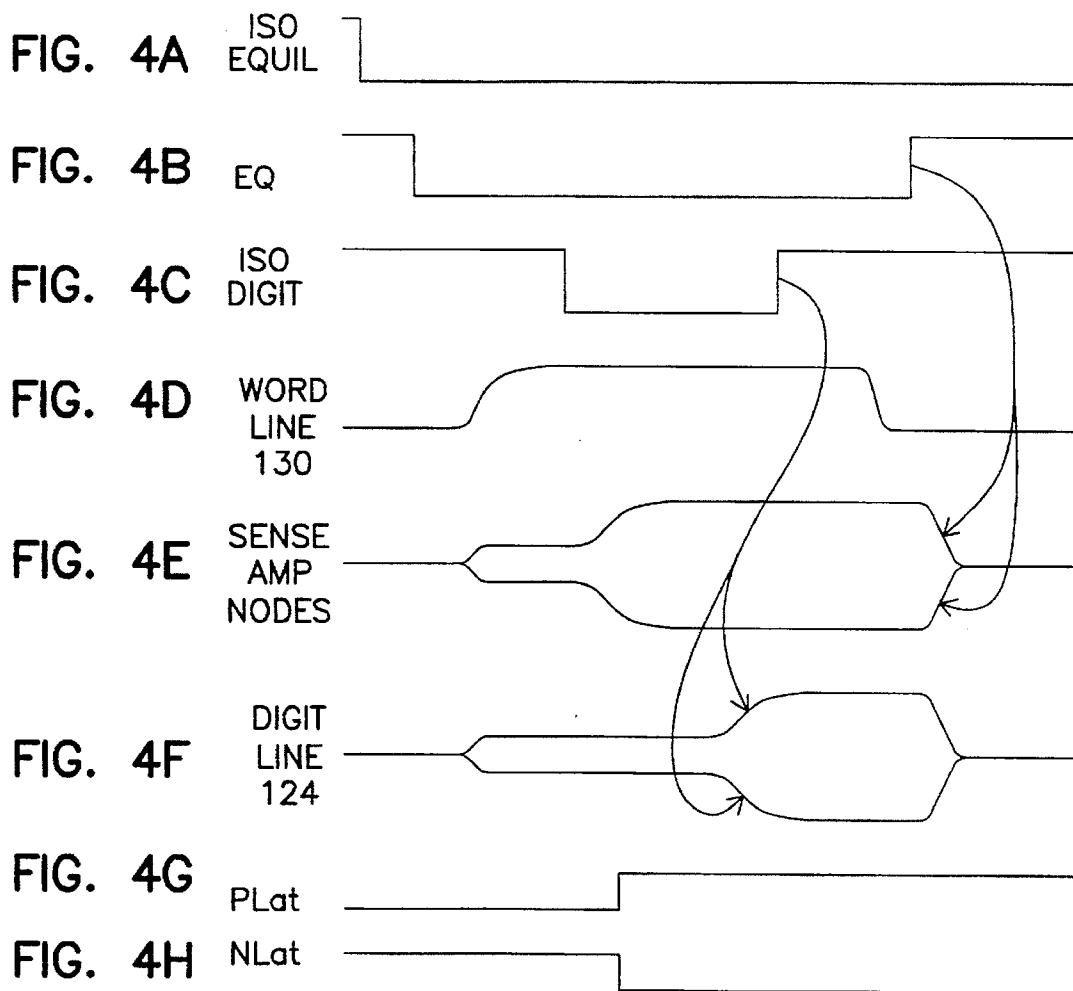 FIG. 4A ISO
EQUIL
FIG. 4B EQ
FIG. 4C ISO
DIGIT
FIG. 4D WORD
LINE
130
FIG. 4E SENSE
AMP
NODES
FIG. 4F DIGIT
LINE
124
FIG. 4G PLat
FIG. 4H NLat